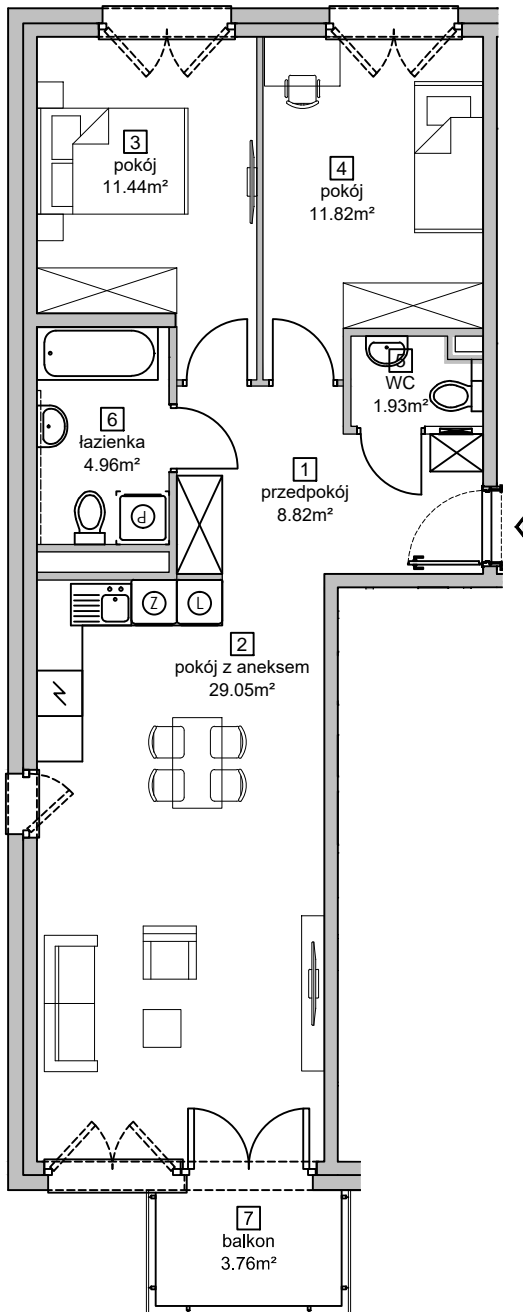 3
pokój
11.44m²
4
pokój
11.82m²
5
WC
1.93m²
6
łazienka
4.96m²
1
przedpokój
8.82m²
P
Z
L
2
pokój z aneksem
29.05m²
7
balkon
3.76m²